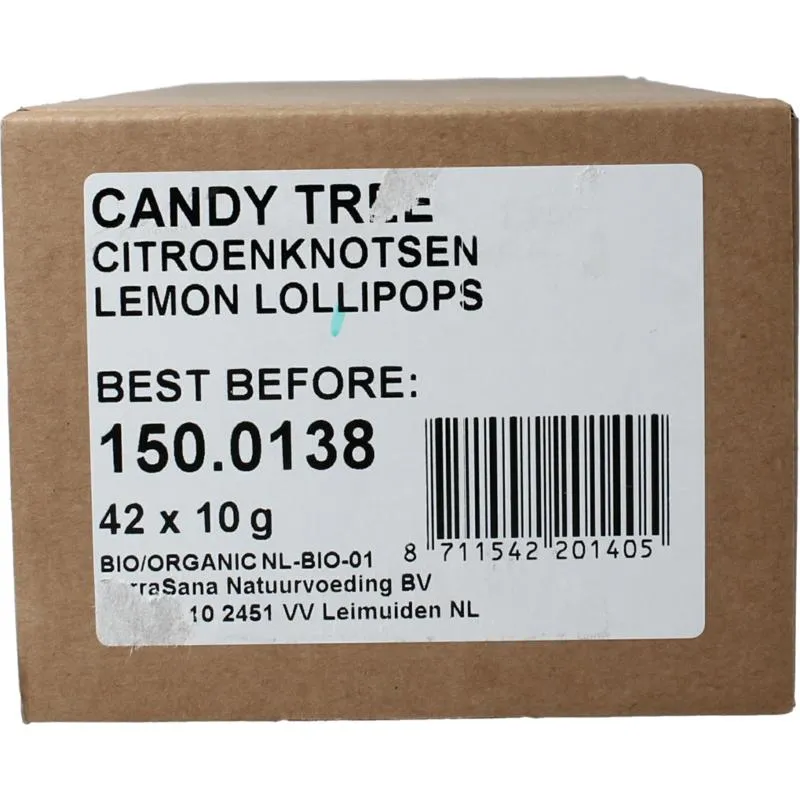 CANDY TREE
CITROENKNOTSEN
LEMON LOLLIPOPS
BEST BEFORE:
150.0138
42 x 10 g
BIO/ORGANIC NL-BIO-01
TerraSana Natuurvoeding BV
10 2451 VV Leimuiden NL
8 711542 201405